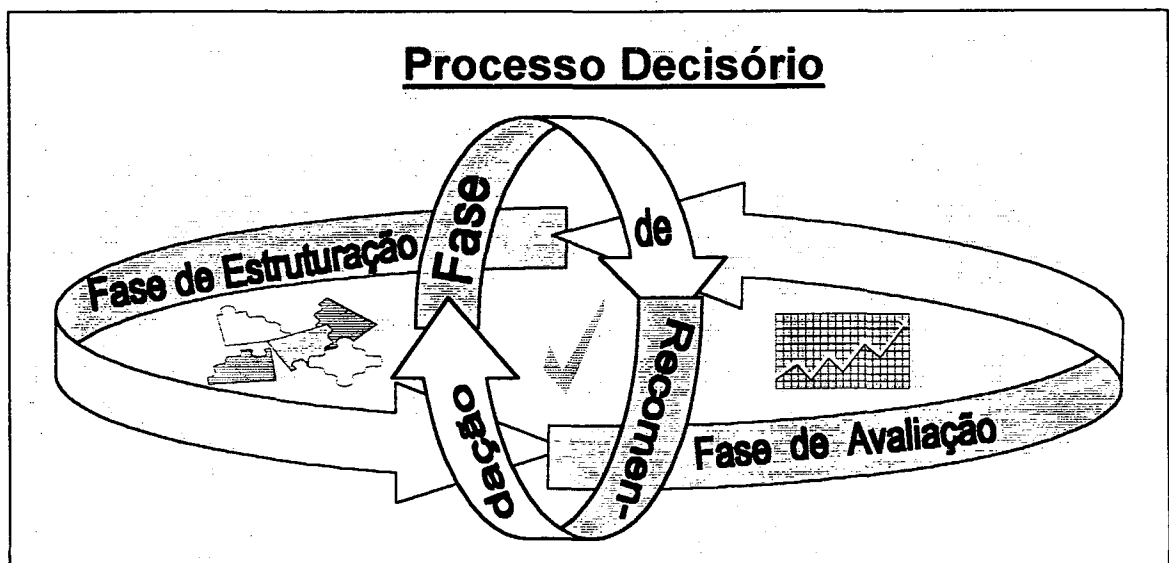 Processo Decisório
Fase de Estruturação
Fase de Recomen-
dação
Fase de Avaliação